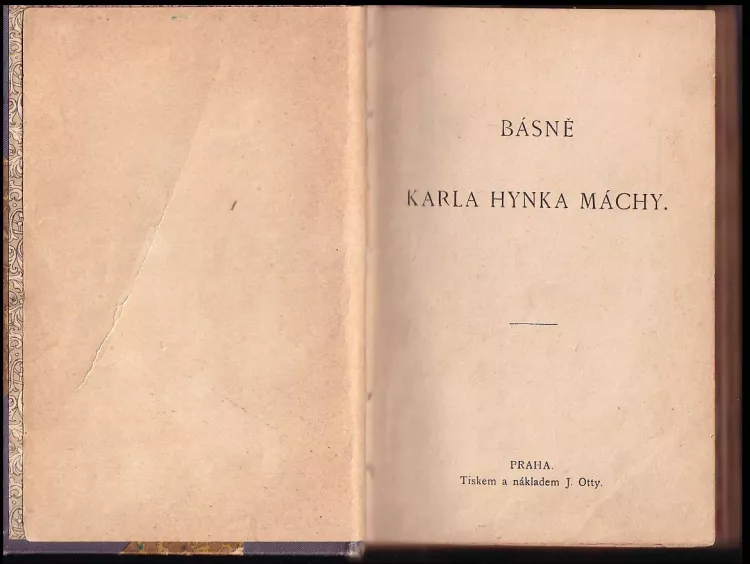 BÁSNĚ
KARLA HYNKA MÁCHY.
PRAHA.
Tiskem a nákladem J. Otty.